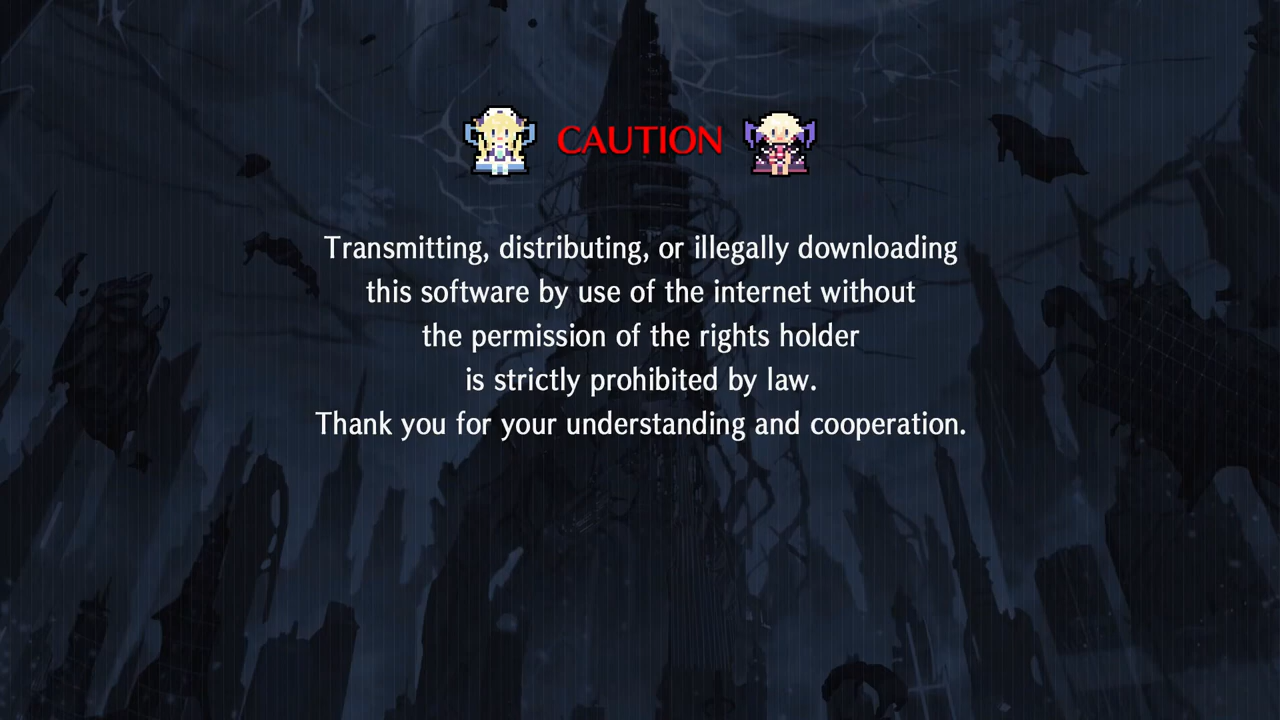 CAUTION
Transmitting, distributing, or illegally downloading
this software by use of the internet without
the permission of the rights holder
is strictly prohibited by law.
Thank you for your understanding and cooperation.